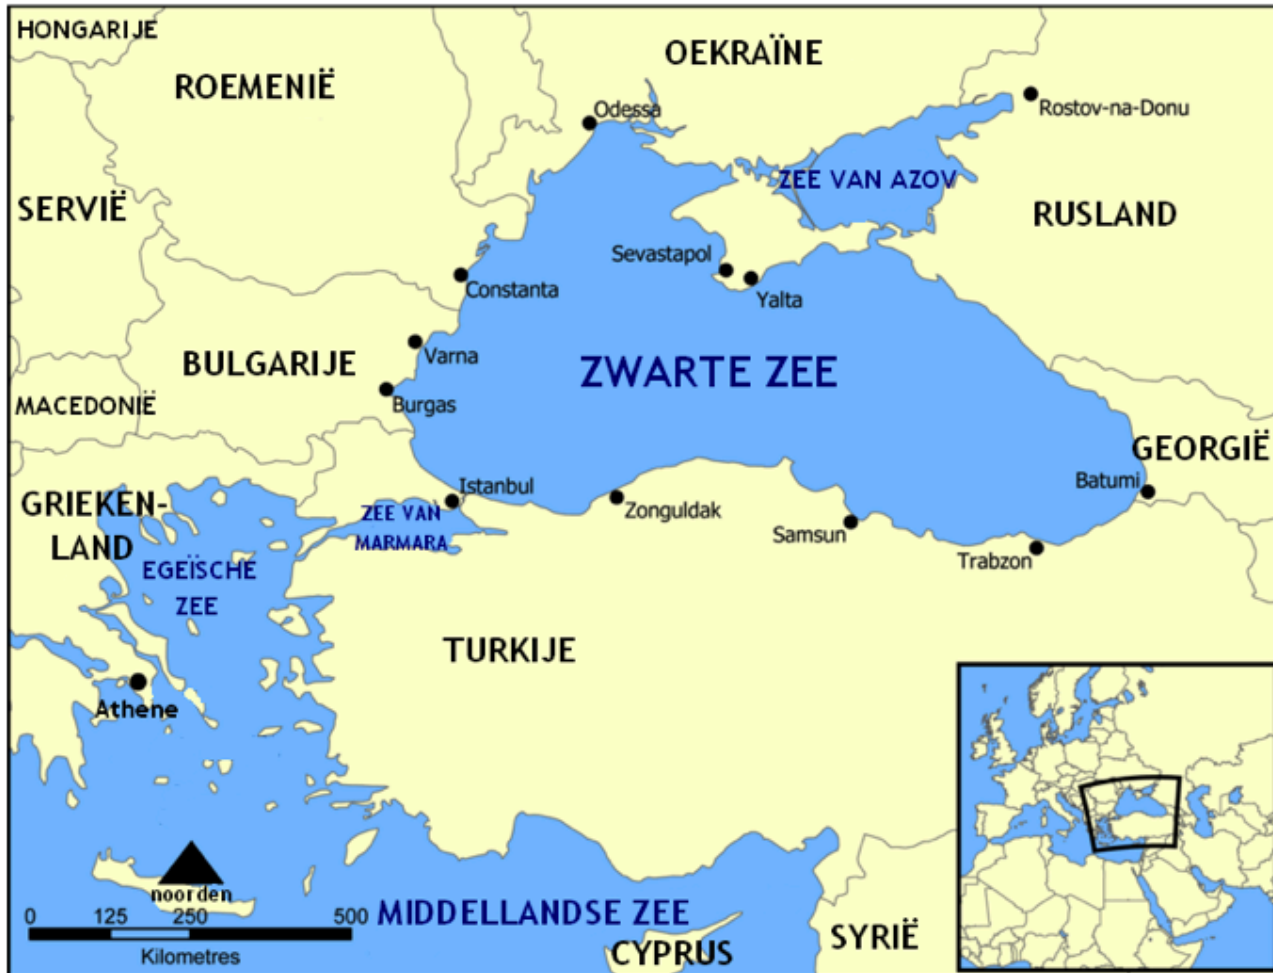 HONGARIJE
ROEMENIË
OEKRAÏNE
Odessa
Rostov-na-Donu
ZEE VAN AZOV
SERVIË
RUSLAND
Sevastapol
Constanta
Yalta
Varna
BULGARIJE
ZWARTE ZEE
MACEDONIË
Burgas
GEORGIË
Batumi
Istanbul
GRIEKEN-
LAND
ZEE VAN
MARMARA
Zonguldak
Samsun
Trabzon
EGEÏSCHE
ZEE
TURKIJE
Athene
noorden
0 125 250 500
Kilometres
MIDDELLANDSE ZEE
CYPRUS
SYRIË